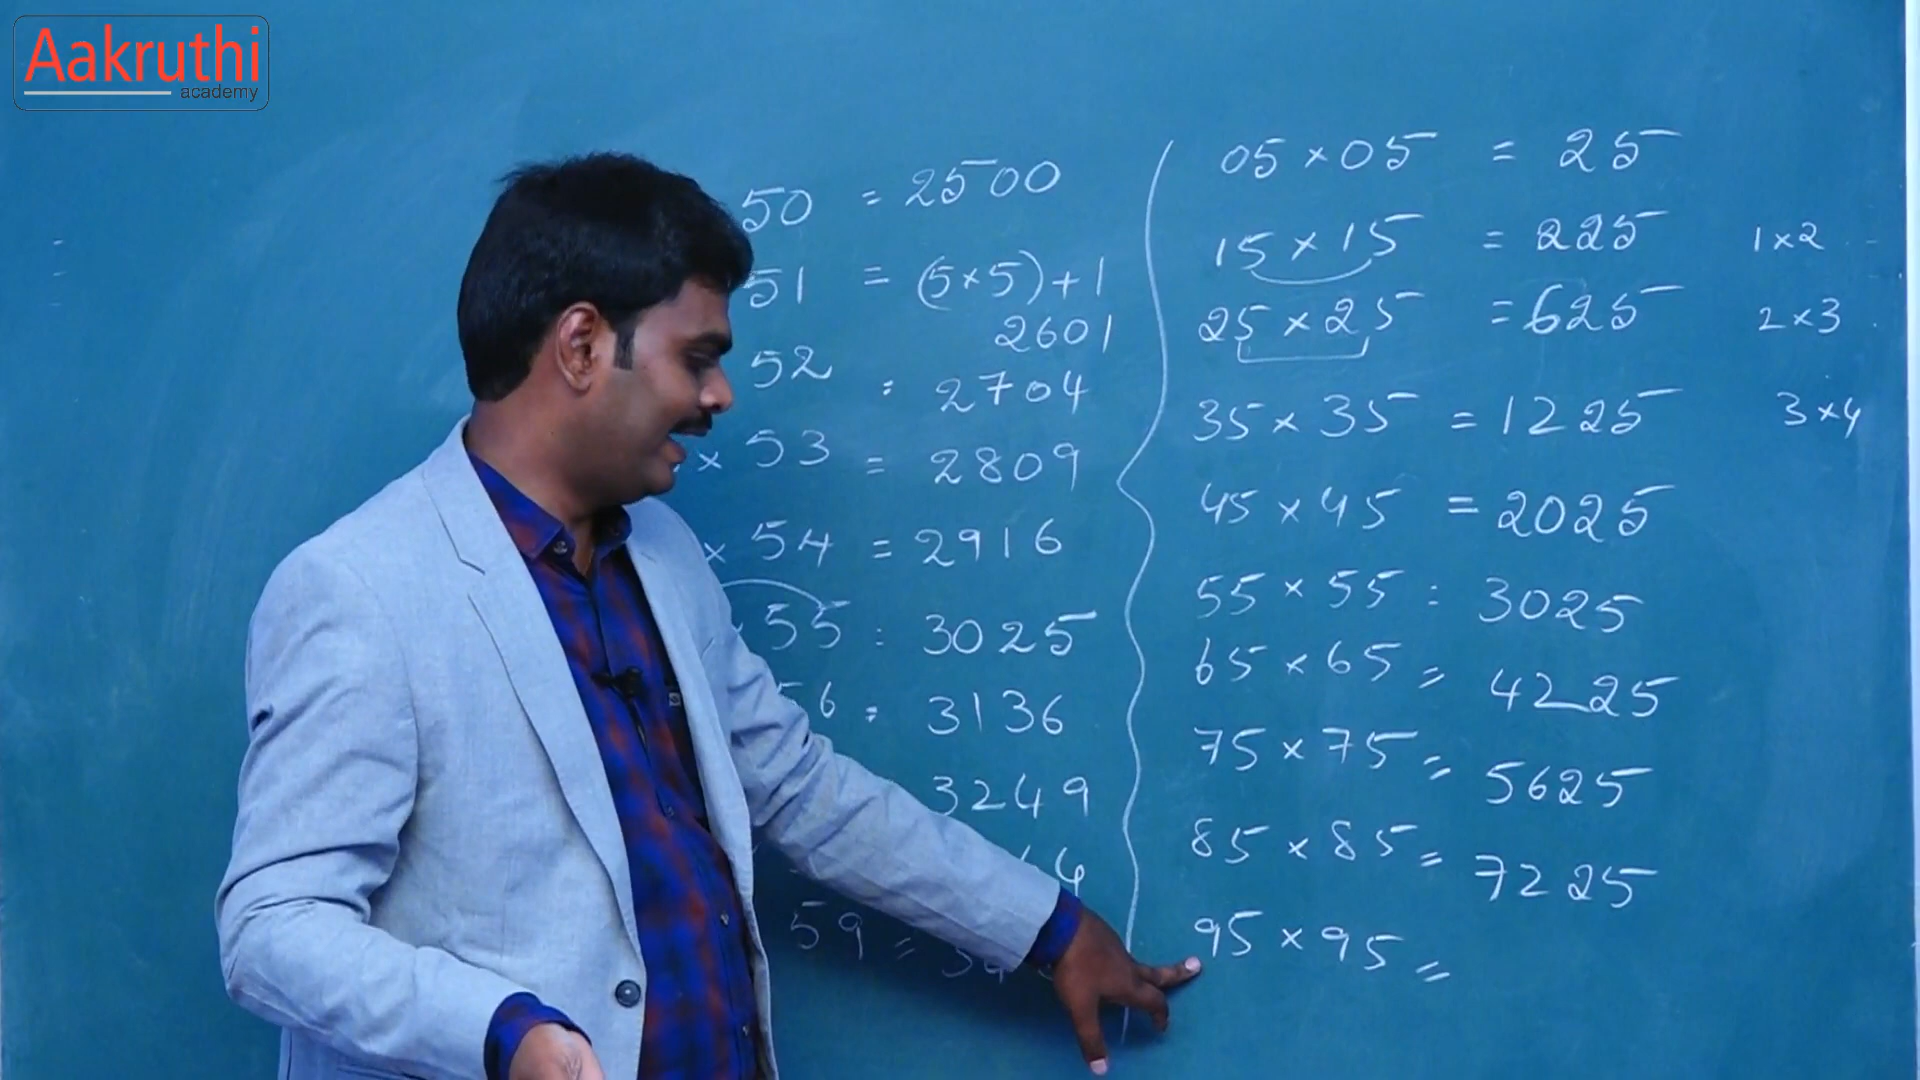 Aakruthi
academy
50 = 2500
51 = (5×5)+1
2601
52 : 2704
× 53 = 2809
× 54 = 2916
55 : 3025
56 = 3136
3249
4
59 =
05×05 = 25
15×15 = 225 1×2
25×25 = 625 2×3
35×35 = 1225 3×4
45×45 = 2025
55×55 : 3025
65×65 = 4225
75×75 = 5625
85×85 = 7225
95×95 =